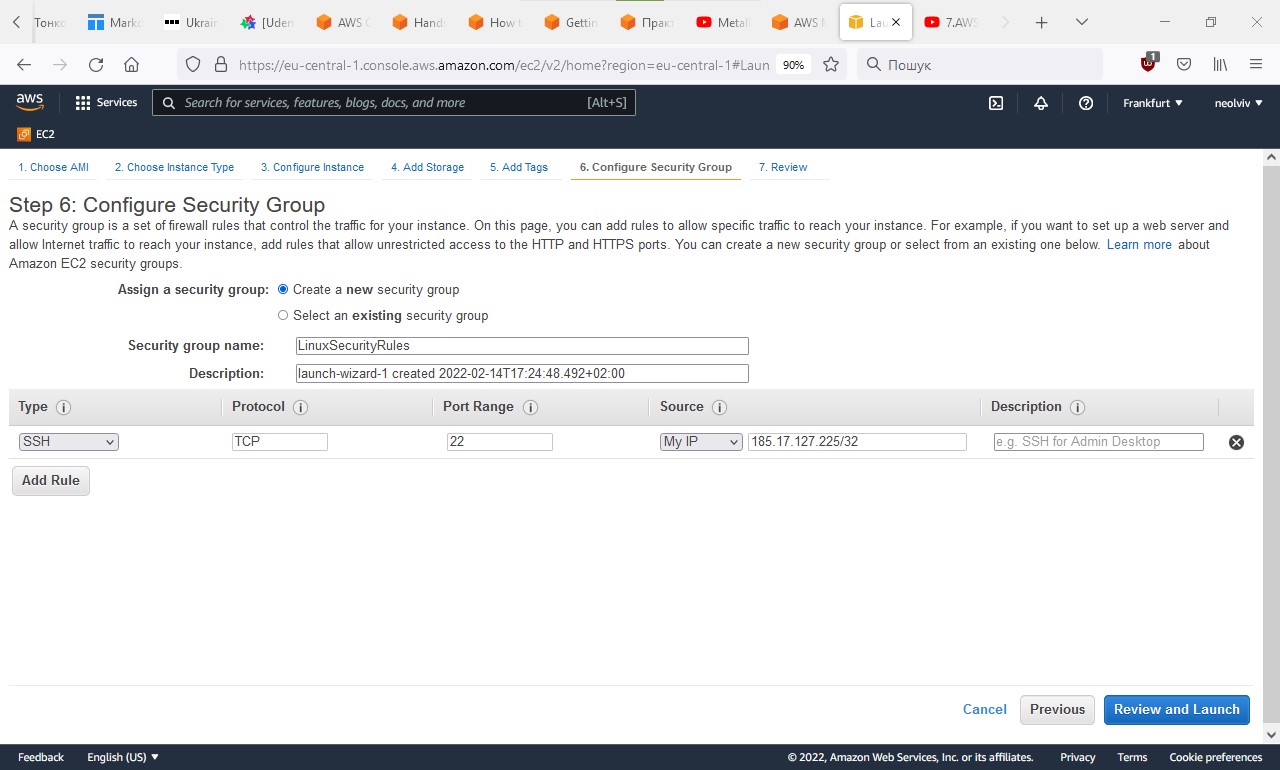 Тонко Mark Ukrain [Uden AWS Hands How t Gettin Практ Metall AWS Lau 7.AWS
https://eu-central-1.console.aws.amazon.com/ec2/v2/home?region=eu-central-1#Laun 90% Пошук 1
aws Services Search for services, features, blogs, docs, and more [Alt+S] Frankfurt neolviv
EC2
1. Choose AMI 2. Choose Instance Type 3. Configure Instance 4. Add Storage 5. Add Tags 6. Configure Security Group 7. Review
Step 6: Configure Security Group
A security group is a set of firewall rules that control the traffic for your instance. On this page, you can add rules to allow specific traffic to reach your instance. For example, if you want to set up a web server and
allow Internet traffic to reach your instance, add rules that allow unrestricted access to the HTTP and HTTPS ports. You can create a new security group or select from an existing one below. Learn more about
Amazon EC2 security groups.
Assign a security group: Create a new security group
Select an existing security group
Security group name: LinuxSecurityRules
Description: launch-wizard-1 created 2022-02-14T17:24:48.492+02:00
Type Protocol Port Range Source Description
SSH TCP 22 My IP 185.17.127.225/32 e.g. SSH for Admin Desktop
Add Rule
Cancel Previous Review and Launch
Feedback English (US) © 2022, Amazon Web Services, Inc. or its affiliates. Privacy Terms Cookie preferences